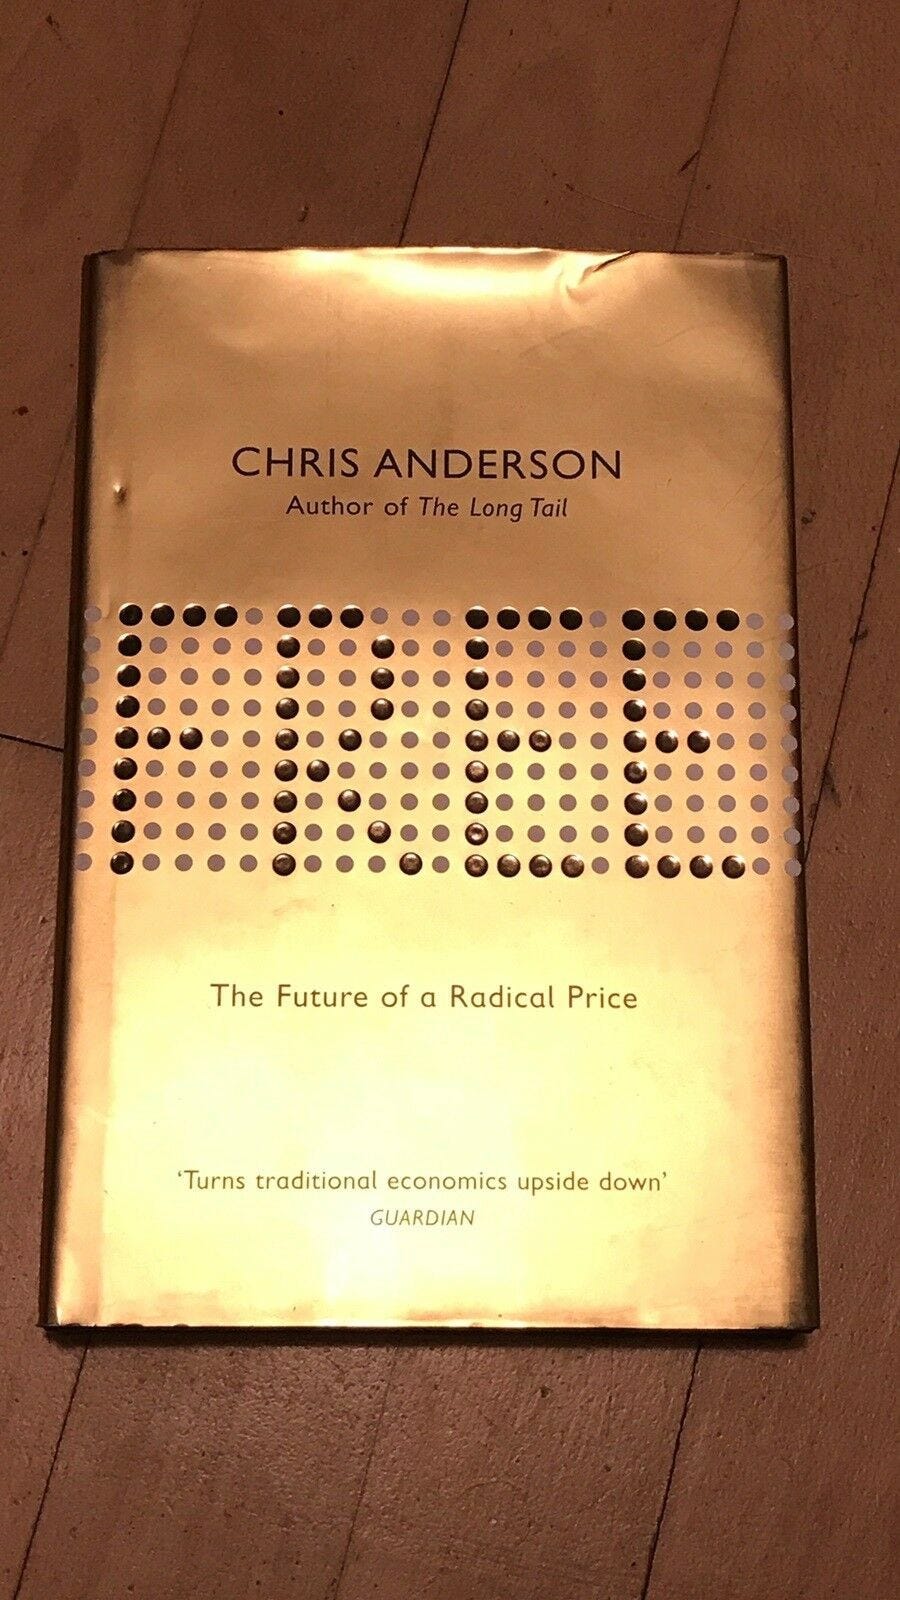 CHRIS ANDERSON
Author of The Long Tail
FREE
The Future of a Radical Price
‘Turns traditional economics upside down’
GUARDIAN